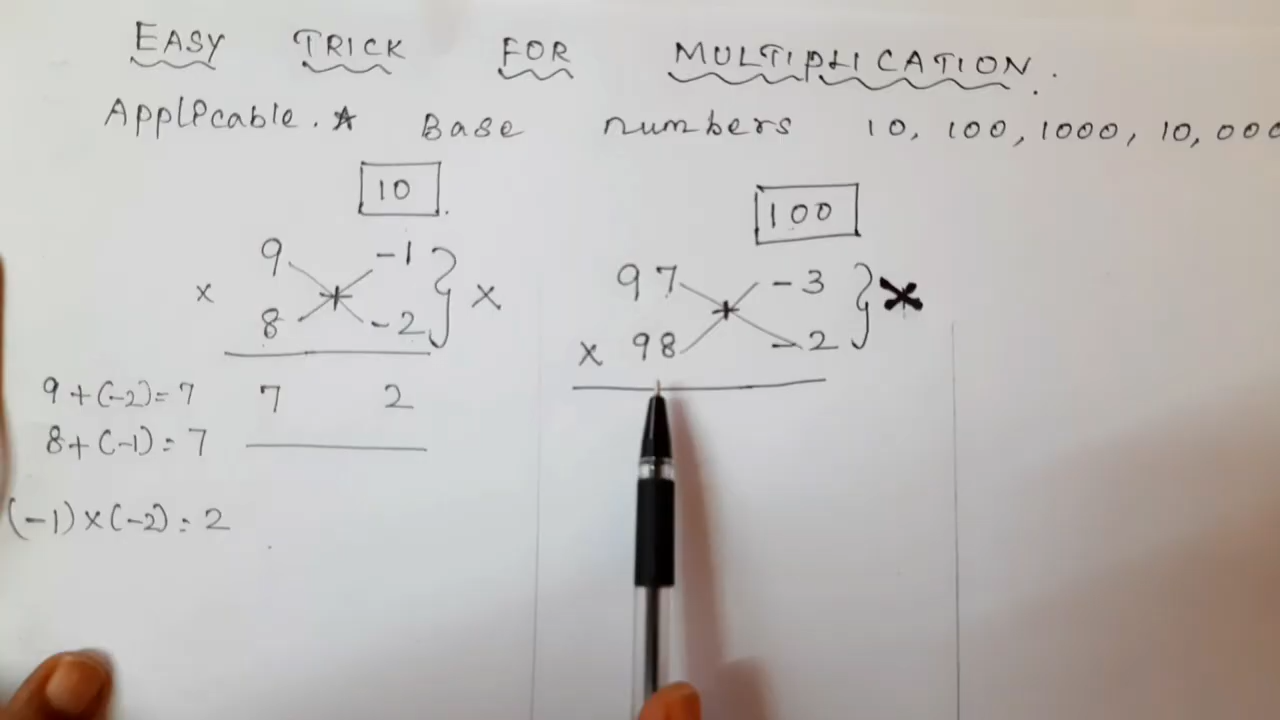 EASY TRICK FOR MULTIPLICATION.
Applicable. * Base numbers 10, 100, 1000, 10,000
10
9 -1
x 8 -2 } x
7 2
9+(-2)=7
8+(-1)=7
(-1)x(-2)=2
100
97 -3
x 98 -2 } x